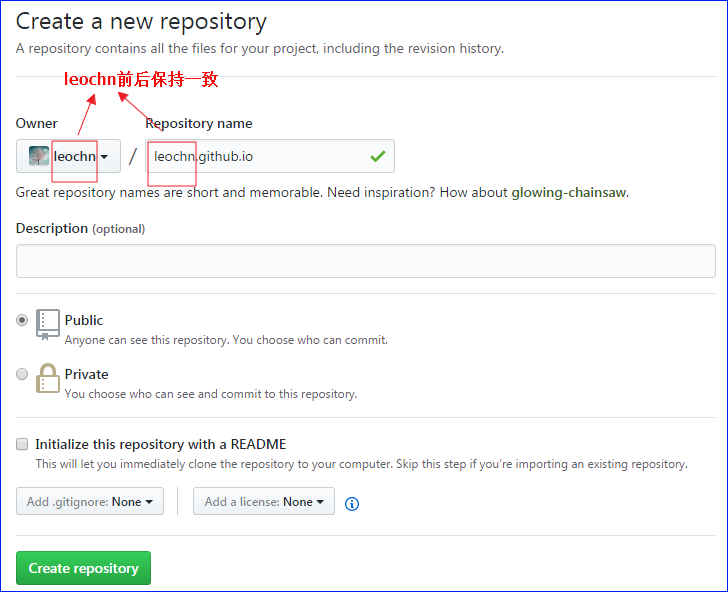 Create a new repository
A repository contains all the files for your project, including the revision history.
leochn前后保持一致
Owner
Repository name
leochn / leochn.github.io
Great repository names are short and memorable. Need inspiration? How about glowing-chainsaw.
Description (optional)
Public
Anyone can see this repository. You choose who can commit.
Private
You choose who can see and commit to this repository.
Initialize this repository with a README
This will let you immediately clone the repository to your computer. Skip this step if you're importing an existing repository.
Add .gitignore: None
Add a license: None
Create repository